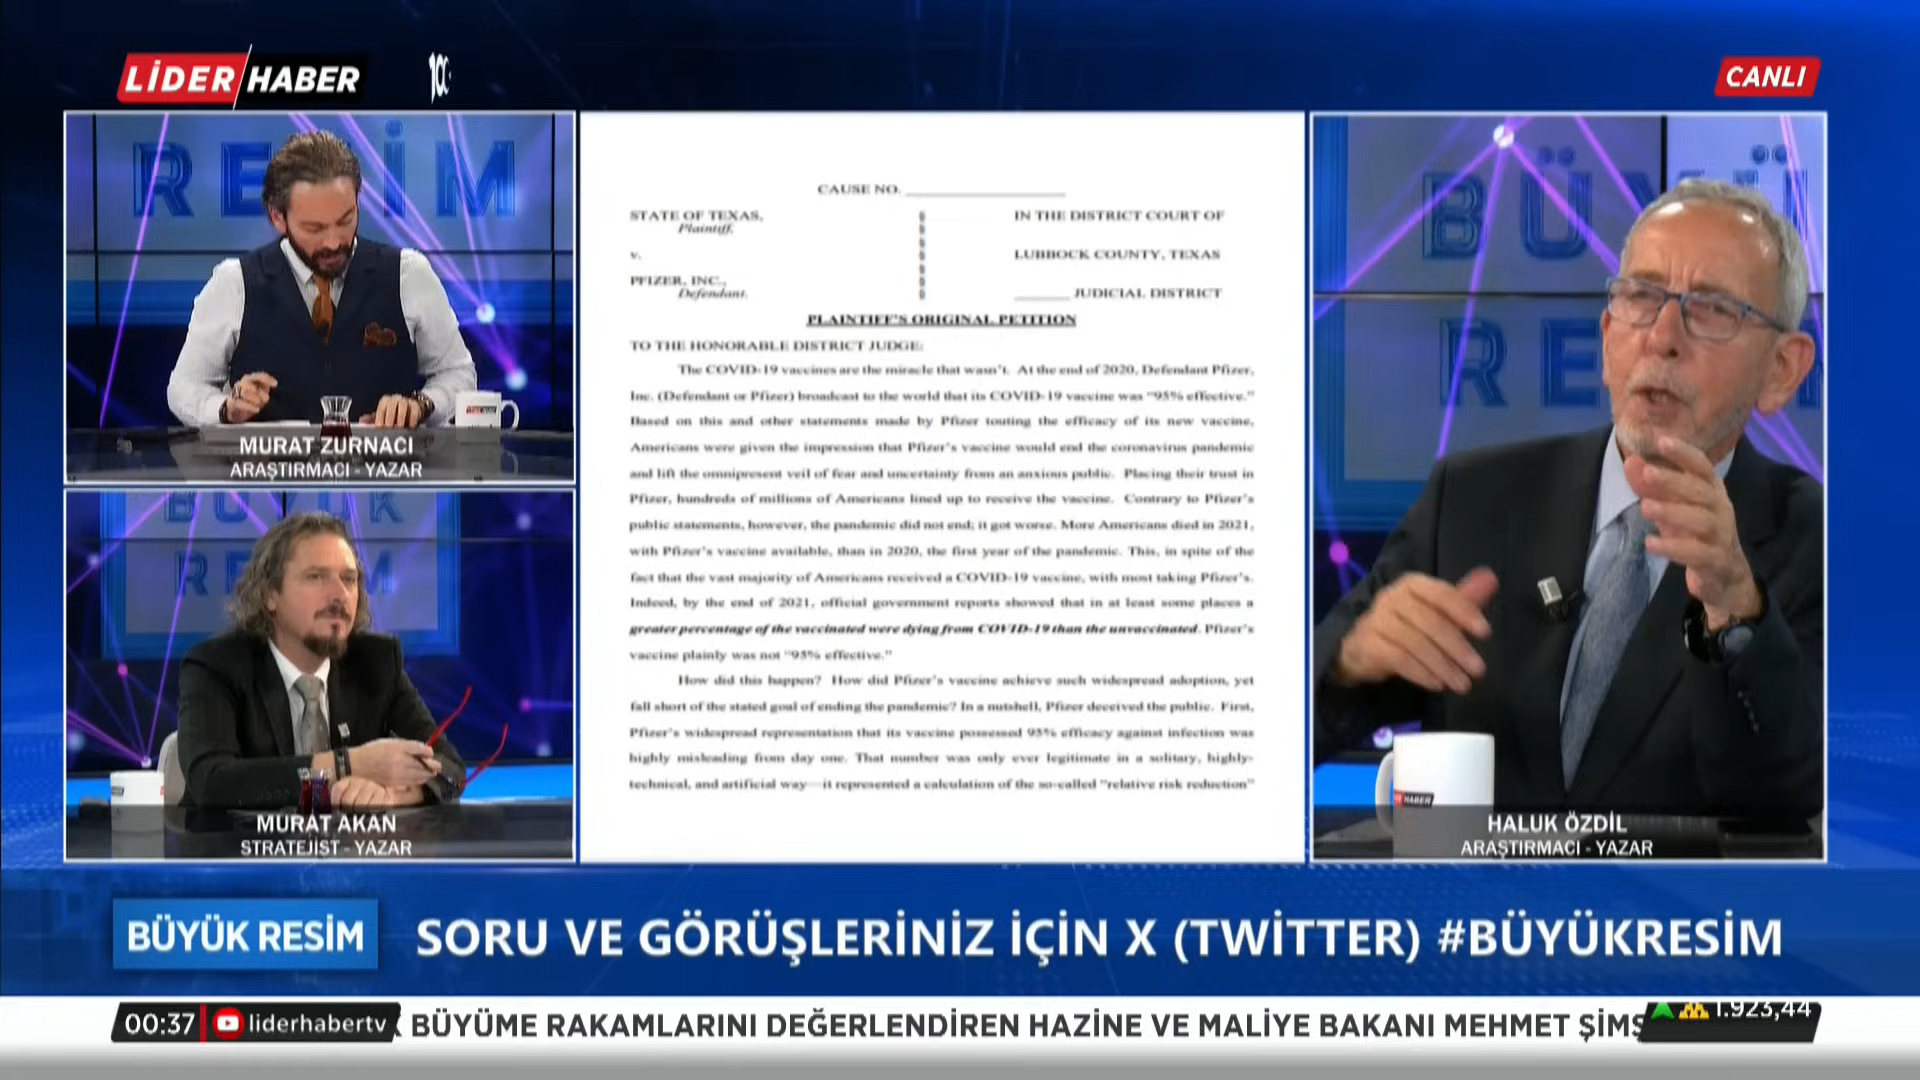 LİDER HABER
CANLI
RESİM
MURAT ZURNACI
ARAŞTIRMACI - YAZAR
BÜYÜK
RESİM
MURAT AKAN
STRATEJİST - YAZAR
CAUSE NO.
STATE OF TEXAS,
Plaintiff,
v.
PFIZER, INC.,
Defendant.
§
§
§
§
§
§
§
IN THE DISTRICT COURT OF
LUBBOCK COUNTY, TEXAS
JUDICIAL DISTRICT
PLAINTIFF'S ORIGINAL PETITION
TO THE HONORABLE DISTRICT JUDGE:
The COVID-19 vaccines are the miracle that wasn't. At the end of 2020, Defendant Pfizer,
Inc. (Defendant or Pfizer) broadcast to the world that its COVID-19 vaccine was "95% effective."
Based on this and other statements made by Pfizer touting the efficacy of its new vaccine,
Americans were given the impression that Pfizer's vaccine would end the coronavirus pandemic
and lift the omnipresent veil of fear and uncertainty from an anxious public. Placing their trust in
Pfizer, hundreds of millions of Americans lined up to receive the vaccine. Contrary to Pfizer's
public statements, however, the pandemic did not end; it got worse. More Americans died in 2021,
with Pfizer's vaccine available, than in 2020, the first year of the pandemic. This, in spite of the
fact that the vast majority of Americans received a COVID-19 vaccine, with most taking Pfizer's.
Indeed, by the end of 2021, official government reports showed that in at least some places a
greater percentage of the vaccinated were dying from COVID-19 than the unvaccinated. Pfizer's
vaccine plainly was not "95% effective."
How did this happen? How did Pfizer's vaccine achieve such widespread adoption, yet
fall short of the stated goal of ending the pandemic? In a nutshell, Pfizer deceived the public. First,
Pfizer's widespread representation that its vaccine possessed 95% efficacy against infection was
highly misleading from day one. That number was only ever legitimate in a solitary, highly-
technical, and artificial way—it represented a calculation of the so-called "relative risk reduction"
HABER
HALUK ÖZDİL
ARAŞTIRMACI - YAZAR
BÜYÜK RESİM
SORU VE GÖRÜŞLERİNİZ İÇİN X (TWİTTER) #BÜYÜKRESİM
00:37
liderhabertv
BÜYÜME RAKAMLARINI DEĞERLENDİREN HAZİNE VE MALİYE BAKANI MEHMET ŞİMŞ
1.923,44